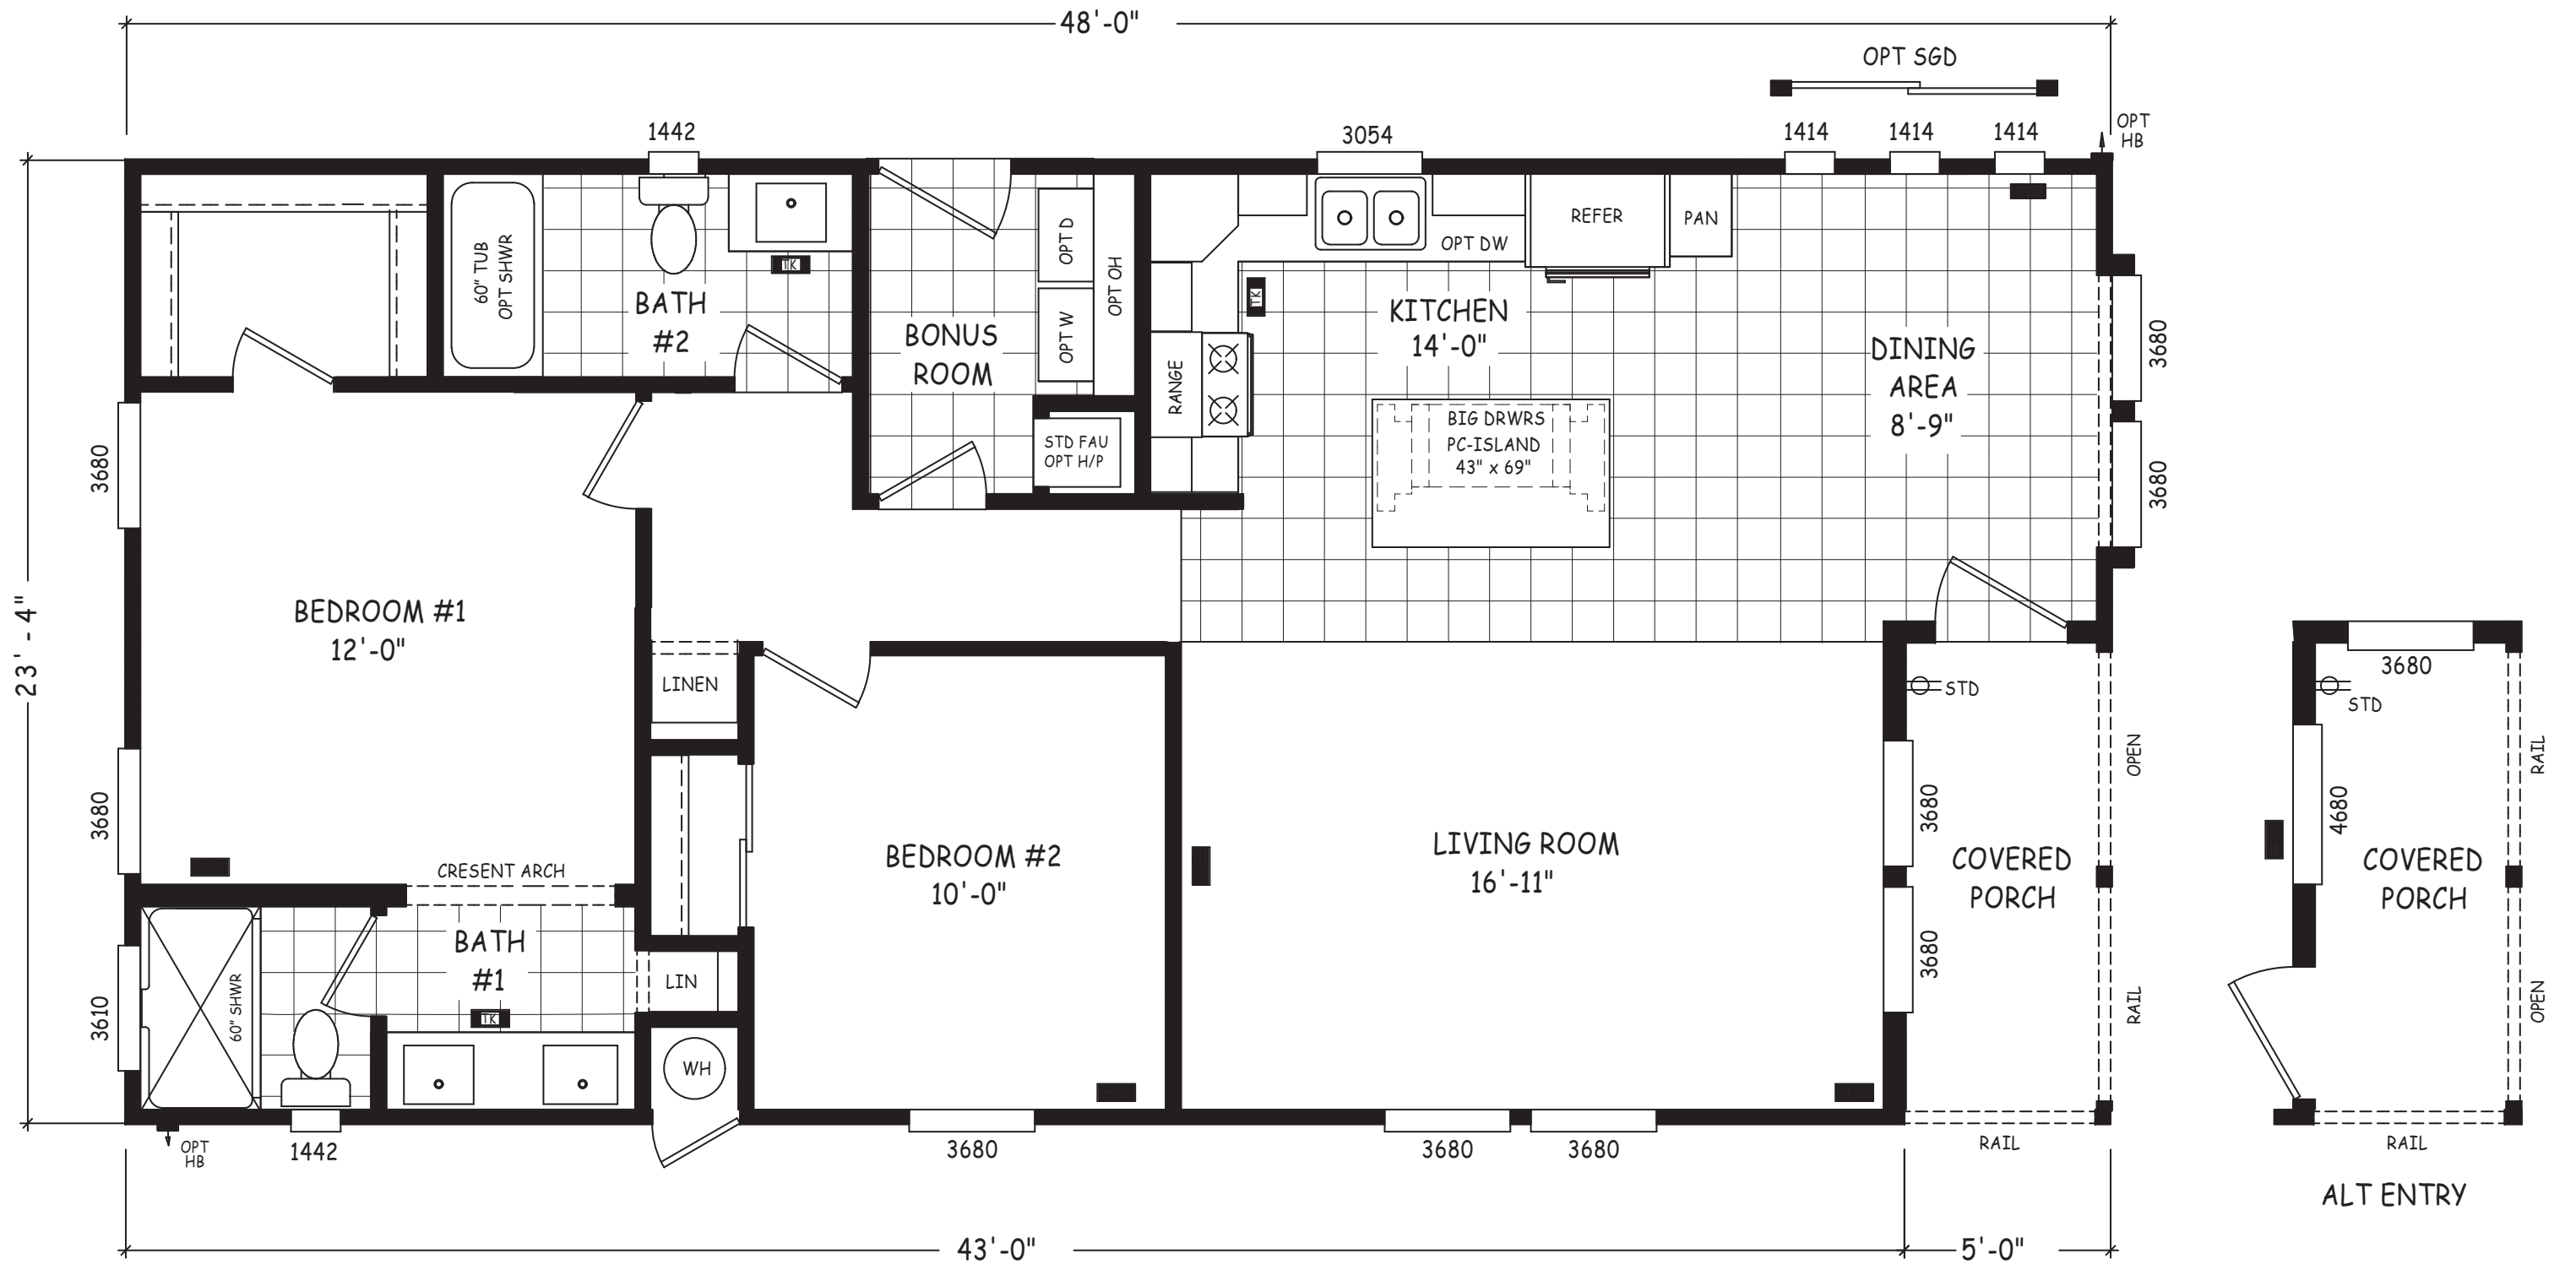 48'-0"
OPT SGD
1442
3054
1414
1414
1414
OPT
HB
60" TUB
OPT SHWR
TK
BATH
#2
BONUS
ROOM
OPT D
OPT W
OPT OH
STD FAU
OPT H/P
RANGE
TK
KITCHEN
14'-0"
OPT DW
REFER
PAN
BIG DRWRS
PC-ISLAND
43" x 69"
DINING
AREA
8'-9"
3680
3680
3680
23'-4"
BEDROOM #1
12'-0"
3680
CRESENT ARCH
LINEN
BEDROOM #2
10'-0"
LIVING ROOM
16'-11"
STD
3680
3680
COVERED
PORCH
OPEN
RAIL
RAIL
3610
60" SHWR
BATH
#1
TK
LIN
WH
OPT
HB
1442
3680
3680
3680
3680
STD
4680
COVERED
PORCH
RAIL
OPEN
RAIL
ALT ENTRY
43'-0"
5'-0"